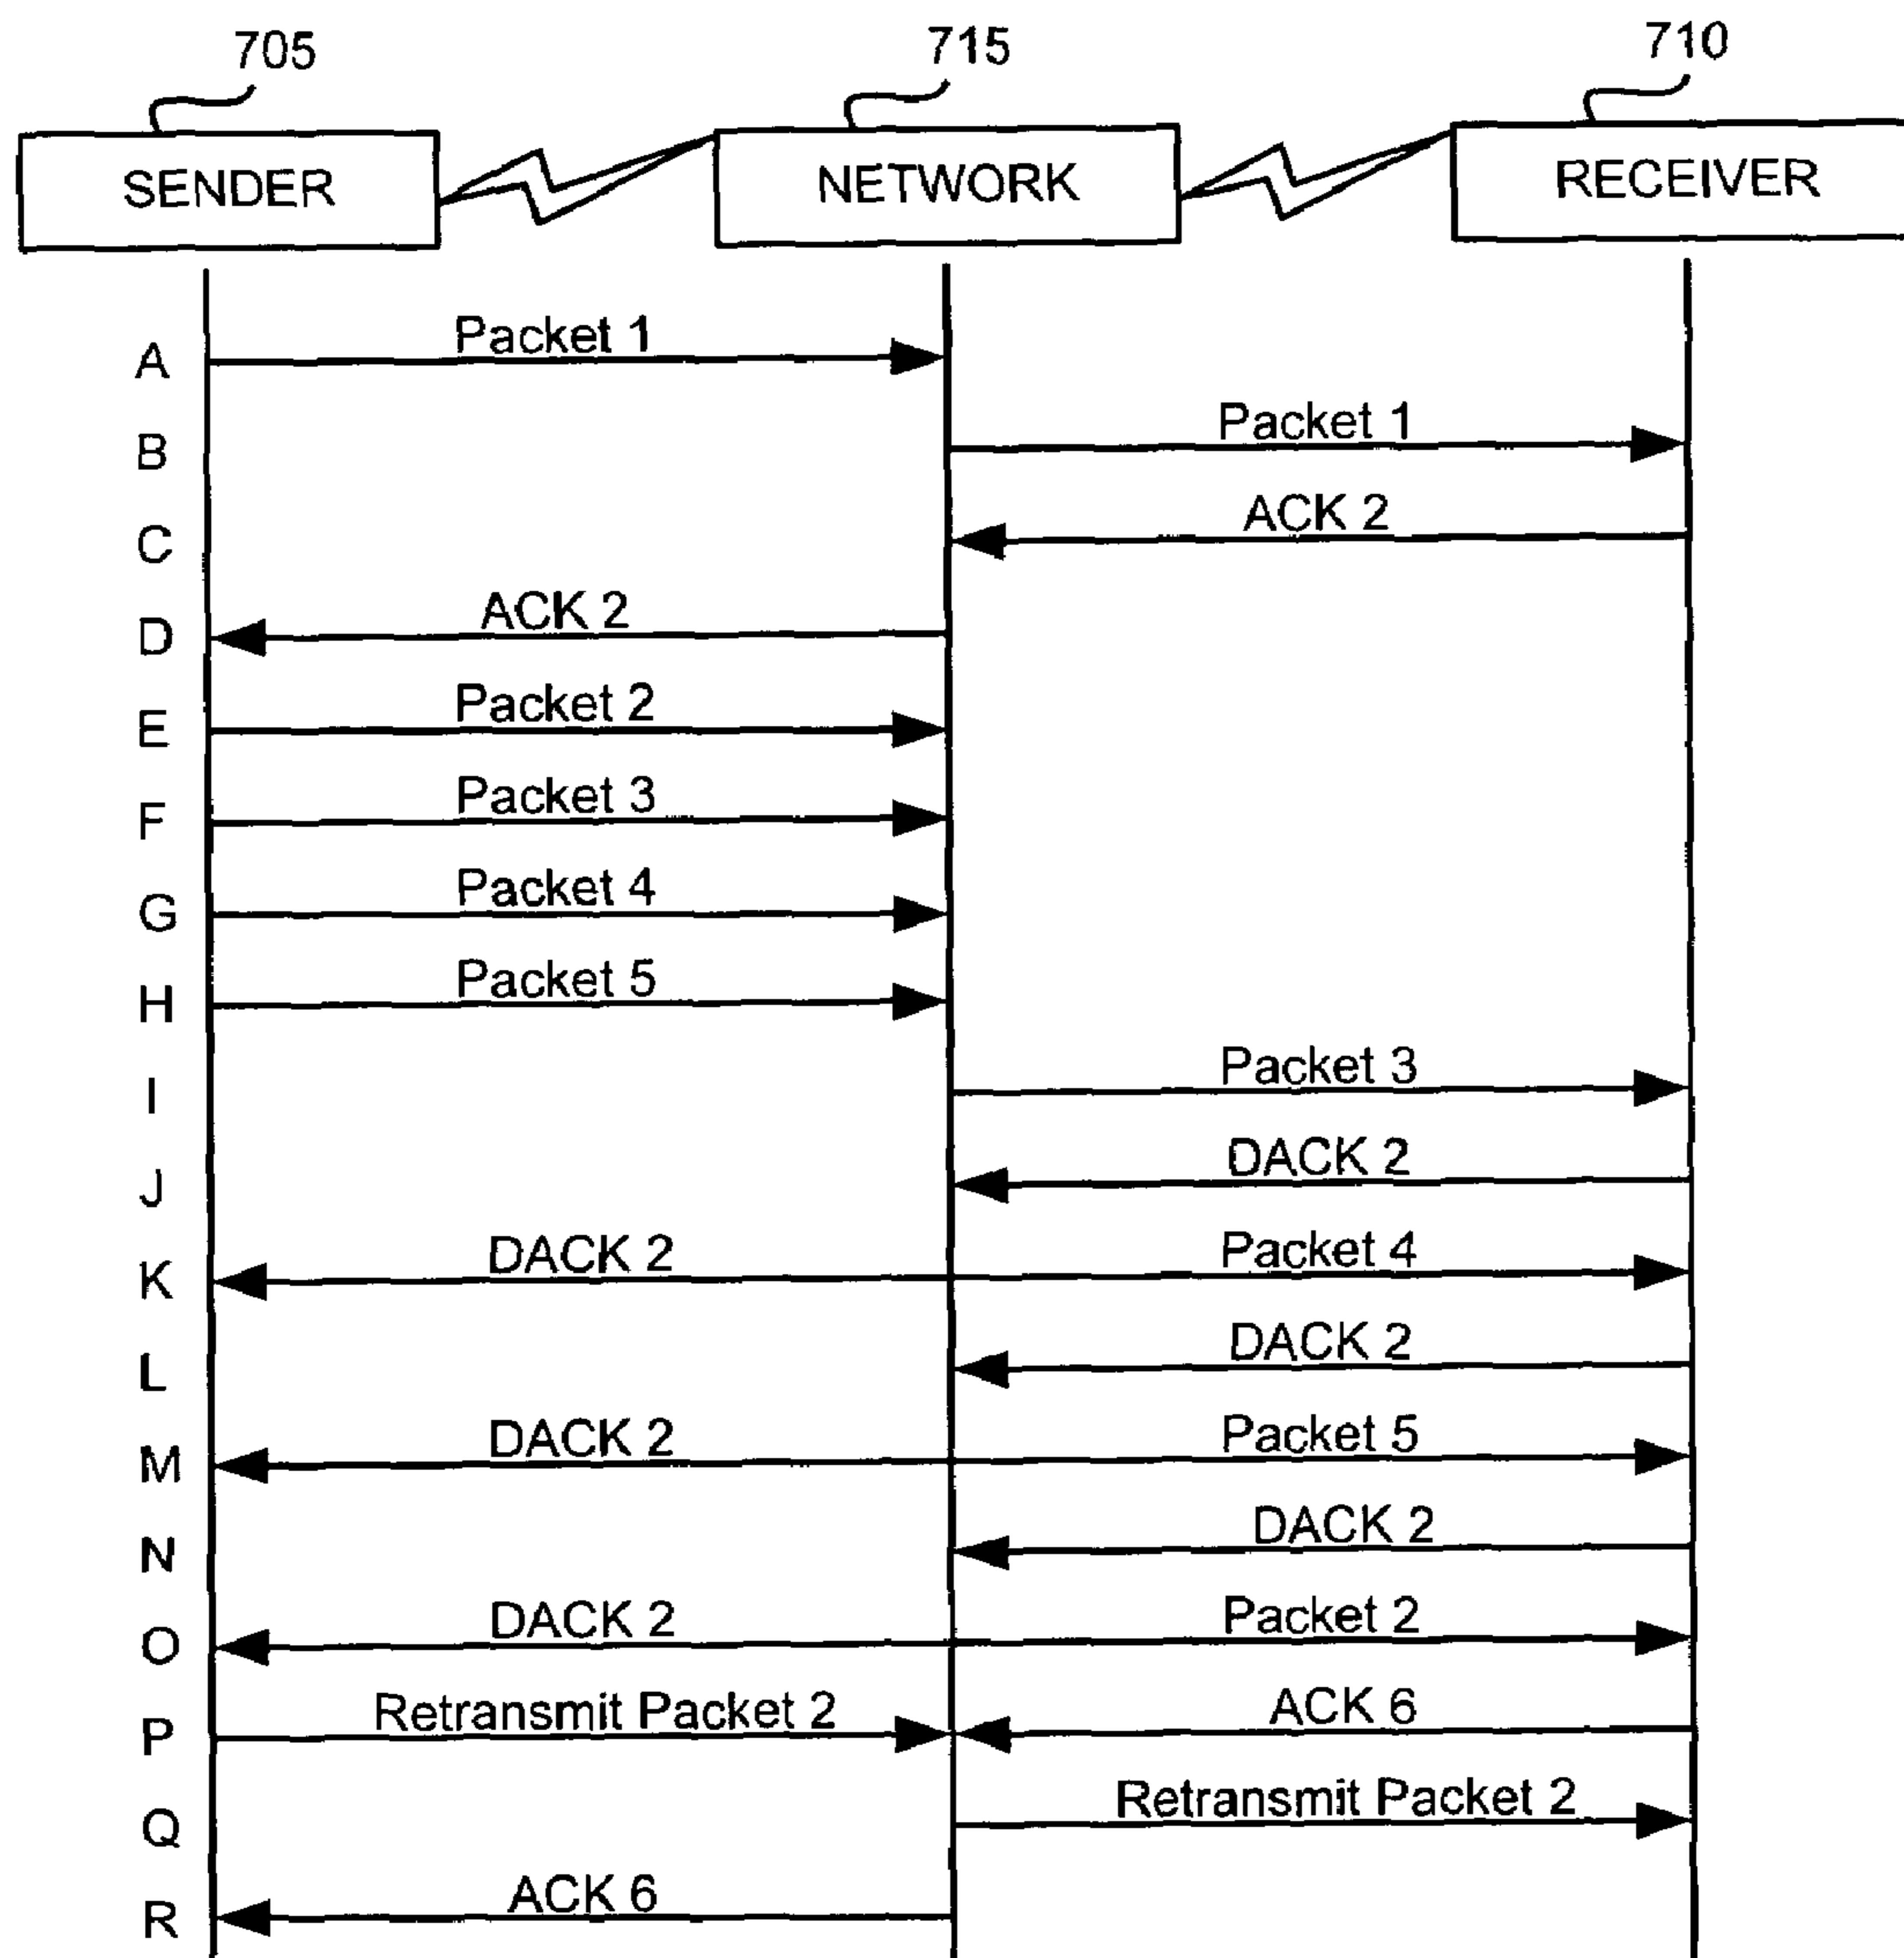 705 715 710
SENDER NETWORK RECEIVER
A Packet 1
B Packet 1
C ACK 2
D ACK 2
E Packet 2
F Packet 3
G Packet 4
H Packet 5
I Packet 3
J DACK 2
K DACK 2 Packet 4
L DACK 2
M DACK 2 Packet 5
N DACK 2
O DACK 2 Packet 2
P Retransmit Packet 2 ACK 6
Q Retransmit Packet 2
R ACK 6